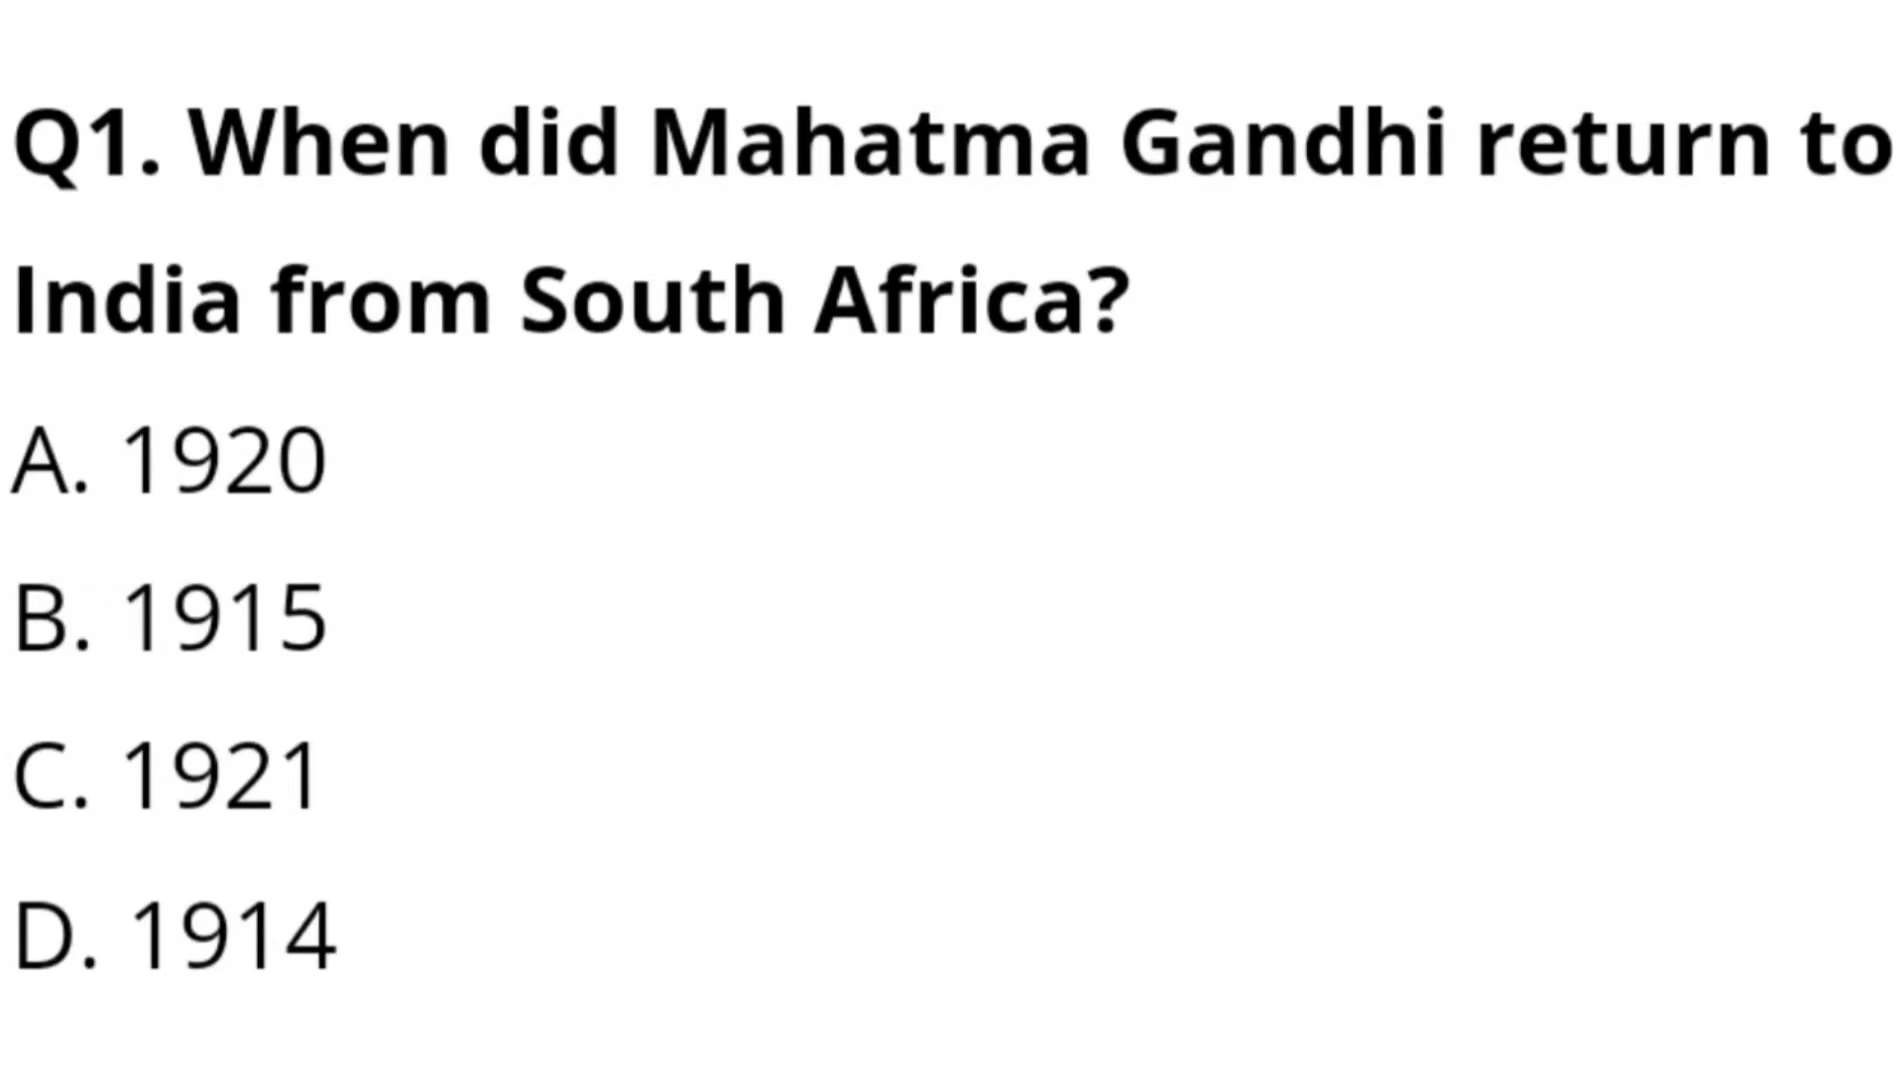 Q1. When did Mahatma Gandhi return to
India from South Africa?
A. 1920
B. 1915
C. 1921
D. 1914